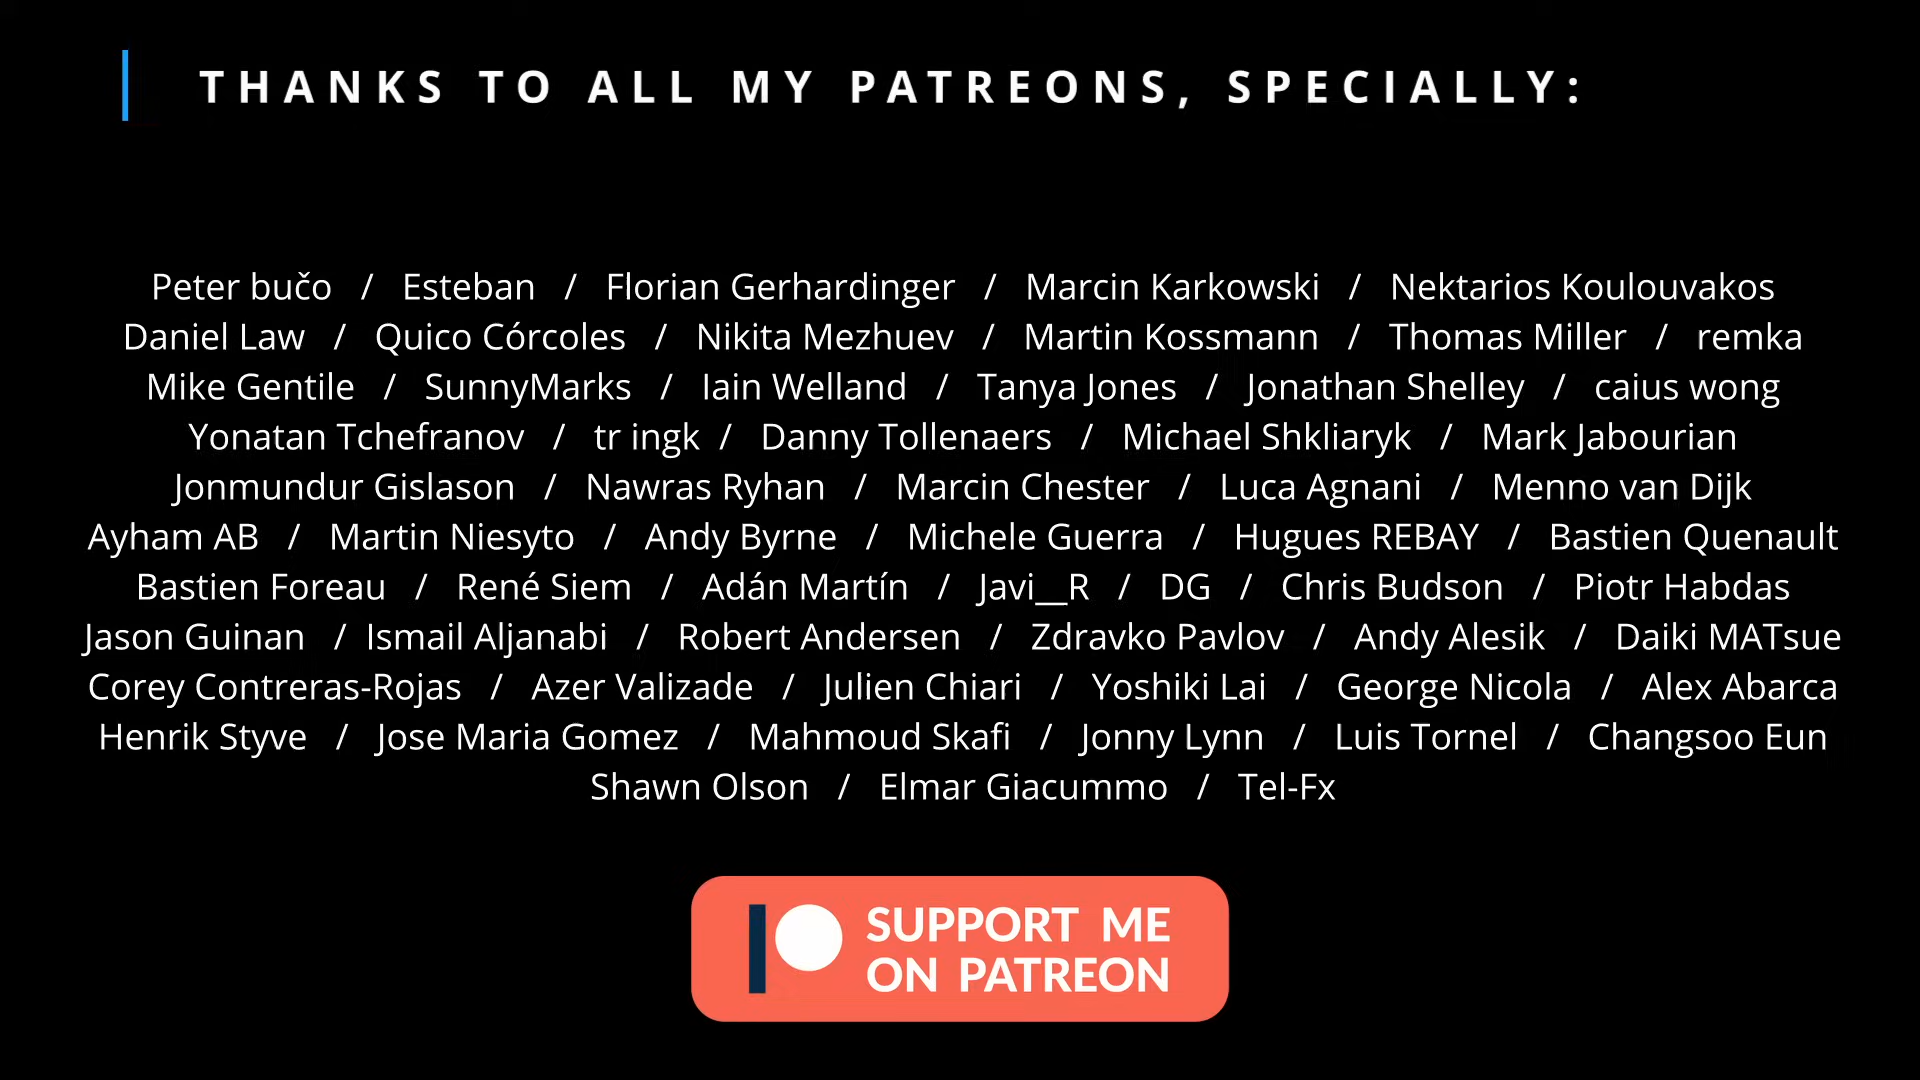 THANKS TO ALL MY PATREONS, SPECIALLY:
Peter bučo / Esteban / Florian Gerhardinger / Marcin Karkowski / Nektarios Koulouvakos
Daniel Law / Quico Córcoles / Nikita Mezhuev / Martin Kossmann / Thomas Miller / remka
Mike Gentile / SunnyMarks / Iain Welland / Tanya Jones / Jonathan Shelley / caius wong
Yonatan Tchefranov / tr ingk / Danny Tollenaers / Michael Shkliaryk / Mark Jabourian
Jonmundur Gislason / Nawras Ryhan / Marcin Chester / Luca Agnani / Menno van Dijk
Ayham AB / Martin Niesyto / Andy Byrne / Michele Guerra / Hugues REBAY / Bastien Quenault
Bastien Foreau / René Siem / Adán Martín / Javi__R / DG / Chris Budson / Piotr Habdas
Jason Guinan / Ismail Aljanabi / Robert Andersen / Zdravko Pavlov / Andy Alesik / Daiki MATsue
Corey Contreras-Rojas / Azer Valizade / Julien Chiari / Yoshiki Lai / George Nicola / Alex Abarca
Henrik Styve / Jose Maria Gomez / Mahmoud Skafi / Jonny Lynn / Luis Tornel / Changsoo Eun
Shawn Olson / Elmar Giacummo / Tel-Fx
SUPPORT ME
ON PATREON